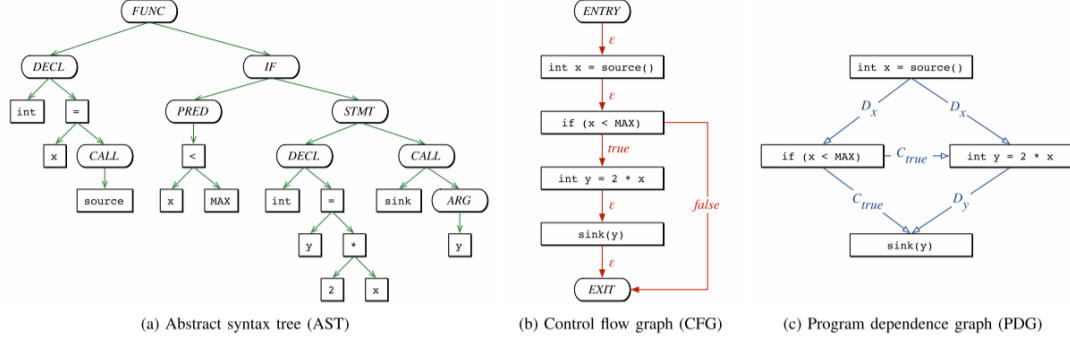 FUNC
DECL
IF
int
=
PRED
STMT
x
CALL
<
DECL
CALL
source
x
MAX
int
=
sink
ARG
y
*
y
2
x
(a) Abstract syntax tree (AST)
ENTRY
ε
int x = source()
ε
if (x < MAX)
true
int y = 2 * x
false
ε
sink(y)
ε
EXIT
(b) Control flow graph (CFG)
int x = source()
Dx
Dx
if (x < MAX)
Ctrue
int y = 2 * x
Ctrue
Dy
sink(y)
(c) Program dependence graph (PDG)